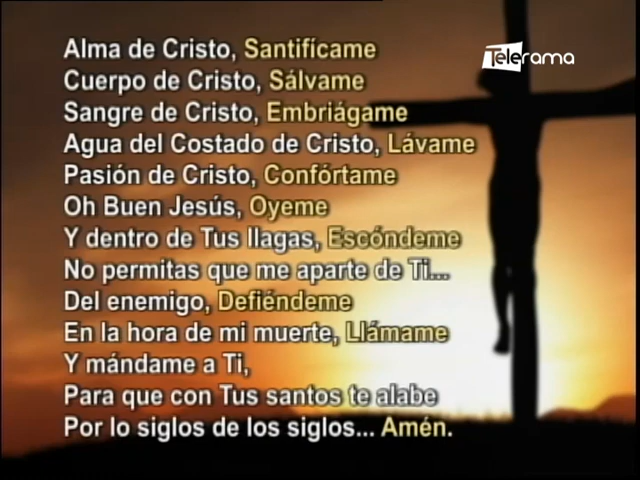 Telerama
Alma de Cristo, Santifícame
Cuerpo de Cristo, Sálvame
Sangre de Cristo, Embriágame
Agua del Costado de Cristo, Lávame
Pasión de Cristo, Confórtame
Oh Buen Jesús, Oyeme
Y dentro de Tus llagas, Escóndeme
No permitas que me aparte de Ti...
Del enemigo, Defiéndeme
En la hora de mi muerte, Llámame
Y mándame a Ti,
Para que con Tus santos te alabe
Por lo siglos de los siglos... Amén.